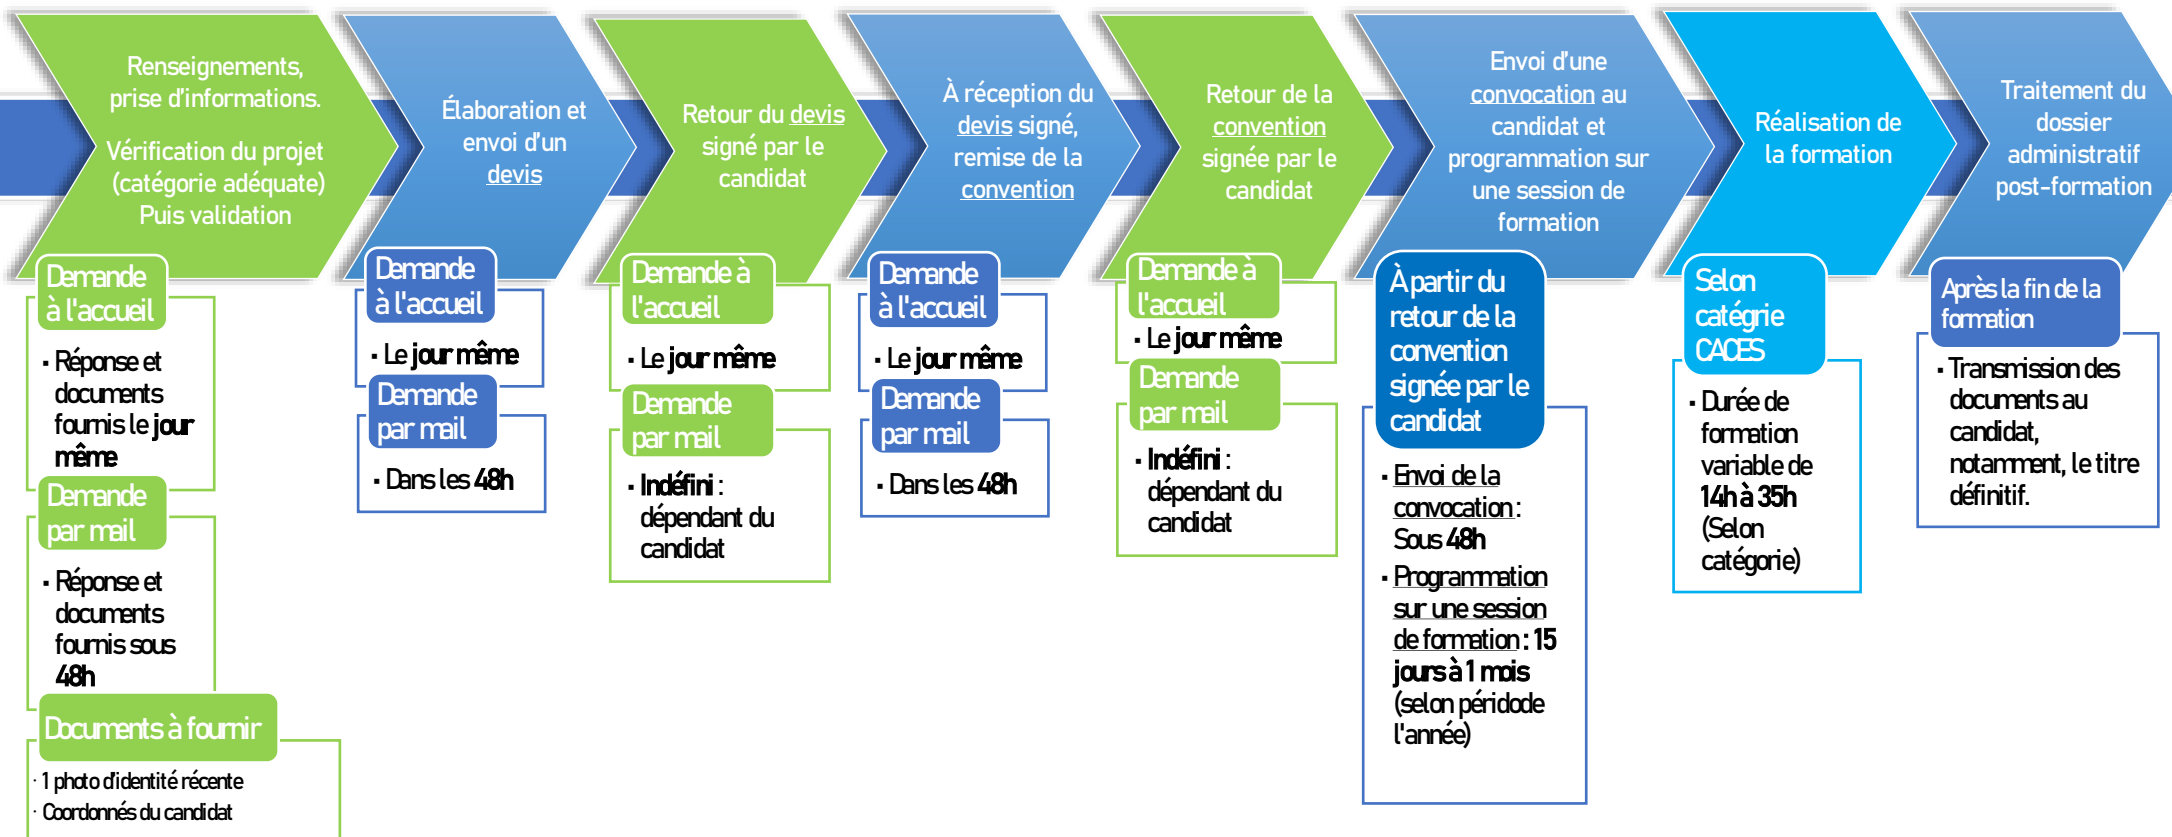 Renseignements,
prise d'informations.
Vérification du projet
(catégorie adéquate)
Puis validation
Élaboration et
envoi d'un
devis
Retour du devis
signé par le
candidat
À réception du
devis signé,
remise de la
convention
Retour de la
convention
signée par le
candidat
Envoi d'une
convocation au
candidat et
programmation sur
une session de
formation
Réalisation de
la formation
Traitement du
dossier
administratif
post-formation
Demande
à l'accueil
• Réponse et
documents
fournis le jour
même
Demande
par mail
• Réponse et
documents
fournis sous
48h
Documents à fournir
• 1 photo d'identité récente
• Coordonnés du candidat
Demande
à l'accueil
• Le jour même
Demande
par mail
• Dans les 48h
Demande à
l'accueil
• Le jour même
Demande
par mail
• Indéfini :
dépendant du
candidat
Demande
à l'accueil
• Le jour même
Demande
par mail
• Dans les 48h
Demande à
l'accueil
• Le jour même
Demande
par mail
• Indéfini :
dépendant du
candidat
À partir du
retour de la
convention
signée par le
candidat
• Envoi de la
convocation :
Sous 48h
• Programmation
sur une session
de formation : 15
jours à 1 mois
(selon péridode
l'année)
Selon
catégrie
CACES
• Durée de
formation
variable de
14h à 35h
(Selon
catégorie)
Après la fin de la
formation
• Transmission des
documents au
candidat,
notamment, le titre
définitif.